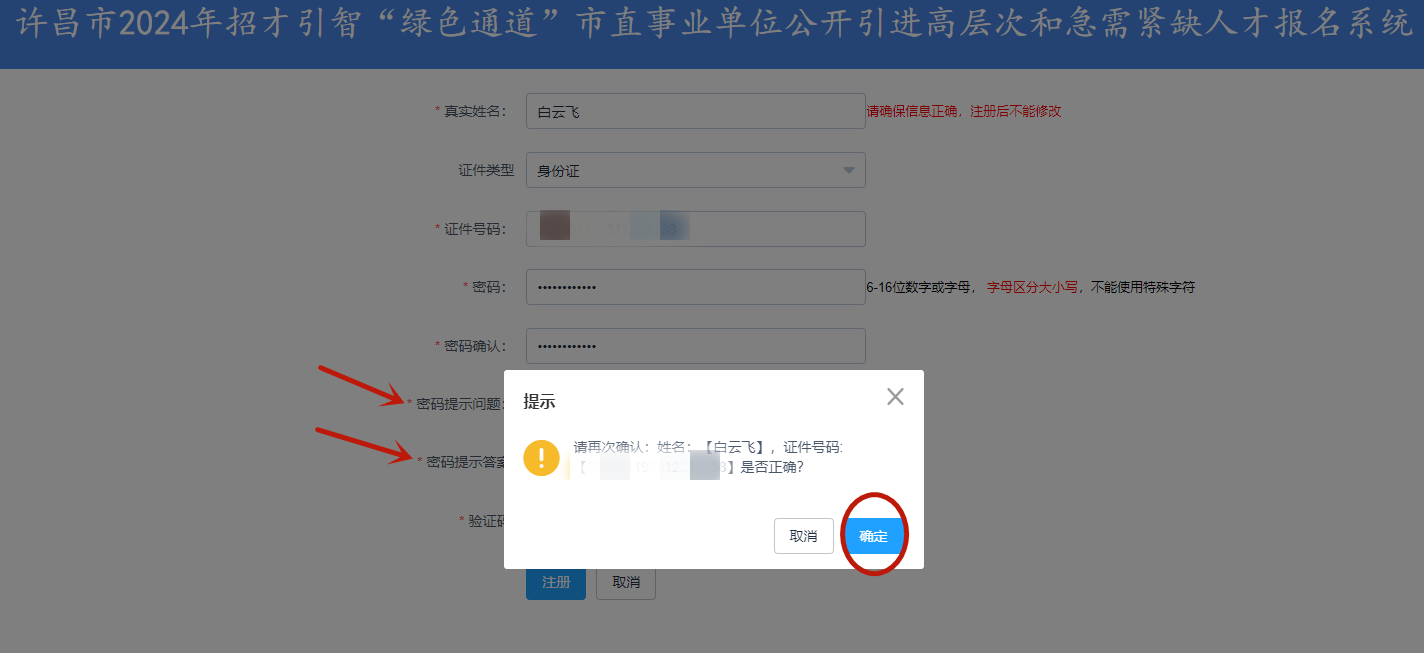 许昌市2024年招才引智“绿色通道”市直事业单位公开引进高层次和急需紧缺人才报名系统
* 真实姓名： 白云飞 请确保信息正确，注册后不能修改
证件类型 身份证
* 证件号码：
* 密码： •••••••••••• 6-16位数字或字母， 字母区分大小写，不能使用特殊字符
* 密码确认： ••••••••••••
* 密码提示问题：
* 密码提示答案
* 验证码
提示
请再次确认：姓名：【白云飞】，证件号码:
【 】是否正确?
取消 确定
注册 取消